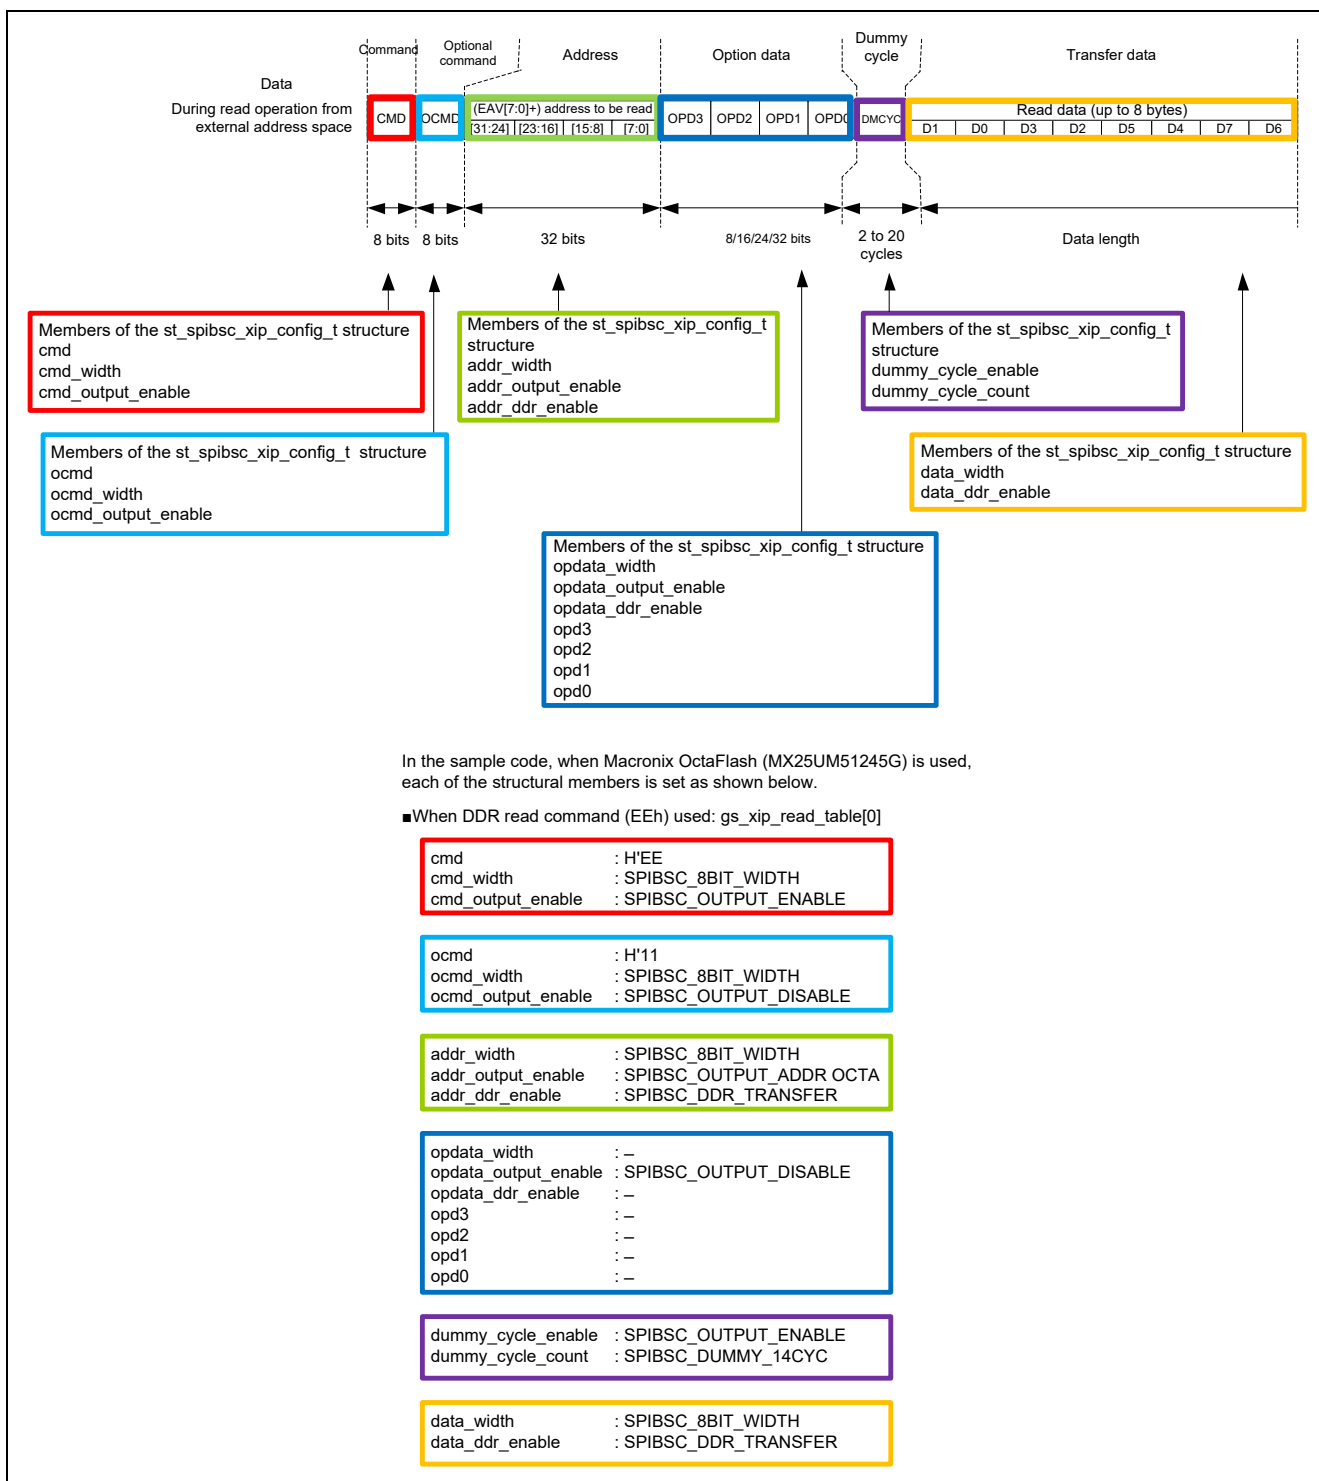 Command
Optional command
Address
Option data
Dummy cycle
Transfer data
Data
During read operation from external address space
CMD
OCMD
(EAV[7:0]+) address to be read
[31:24] [23:16] [15:8] [7:0]
OPD3 OPD2 OPD1 OPD0
DMCYC
Read data (up to 8 bytes)
D1 D0 D3 D2 D5 D4 D7 D6
8 bits
8 bits
32 bits
8/16/24/32 bits
2 to 20 cycles
Data length
Members of the st_spibsc_xip_config_t structure
cmd
cmd_width
cmd_output_enable
Members of the st_spibsc_xip_config_t
structure
addr_width
addr_output_enable
addr_ddr_enable
Members of the st_spibsc_xip_config_t
structure
dummy_cycle_enable
dummy_cycle_count
Members of the st_spibsc_xip_config_t structure
ocmd
ocmd_width
ocmd_output_enable
Members of the st_spibsc_xip_config_t structure
data_width
data_ddr_enable
Members of the st_spibsc_xip_config_t structure
opdata_width
opdata_output_enable
opdata_ddr_enable
opd3
opd2
opd1
opd0
In the sample code, when Macronix OctaFlash (MX25UM51245G) is used,
each of the structural members is set as shown below.
■When DDR read command (EEh) used: gs_xip_read_table[0]
cmd : H'EE
cmd_width : SPIBSC_8BIT_WIDTH
cmd_output_enable : SPIBSC_OUTPUT_ENABLE
ocmd : H'11
ocmd_width : SPIBSC_8BIT_WIDTH
ocmd_output_enable : SPIBSC_OUTPUT_DISABLE
addr_width : SPIBSC_8BIT_WIDTH
addr_output_enable : SPIBSC_OUTPUT_ADDR OCTA
addr_ddr_enable : SPIBSC_DDR_TRANSFER
opdata_width : –
opdata_output_enable : SPIBSC_OUTPUT_DISABLE
opdata_ddr_enable : –
opd3 : –
opd2 : –
opd1 : –
opd0 : –
dummy_cycle_enable : SPIBSC_OUTPUT_ENABLE
dummy_cycle_count : SPIBSC_DUMMY_14CYC
data_width : SPIBSC_8BIT_WIDTH
data_ddr_enable : SPIBSC_DDR_TRANSFER